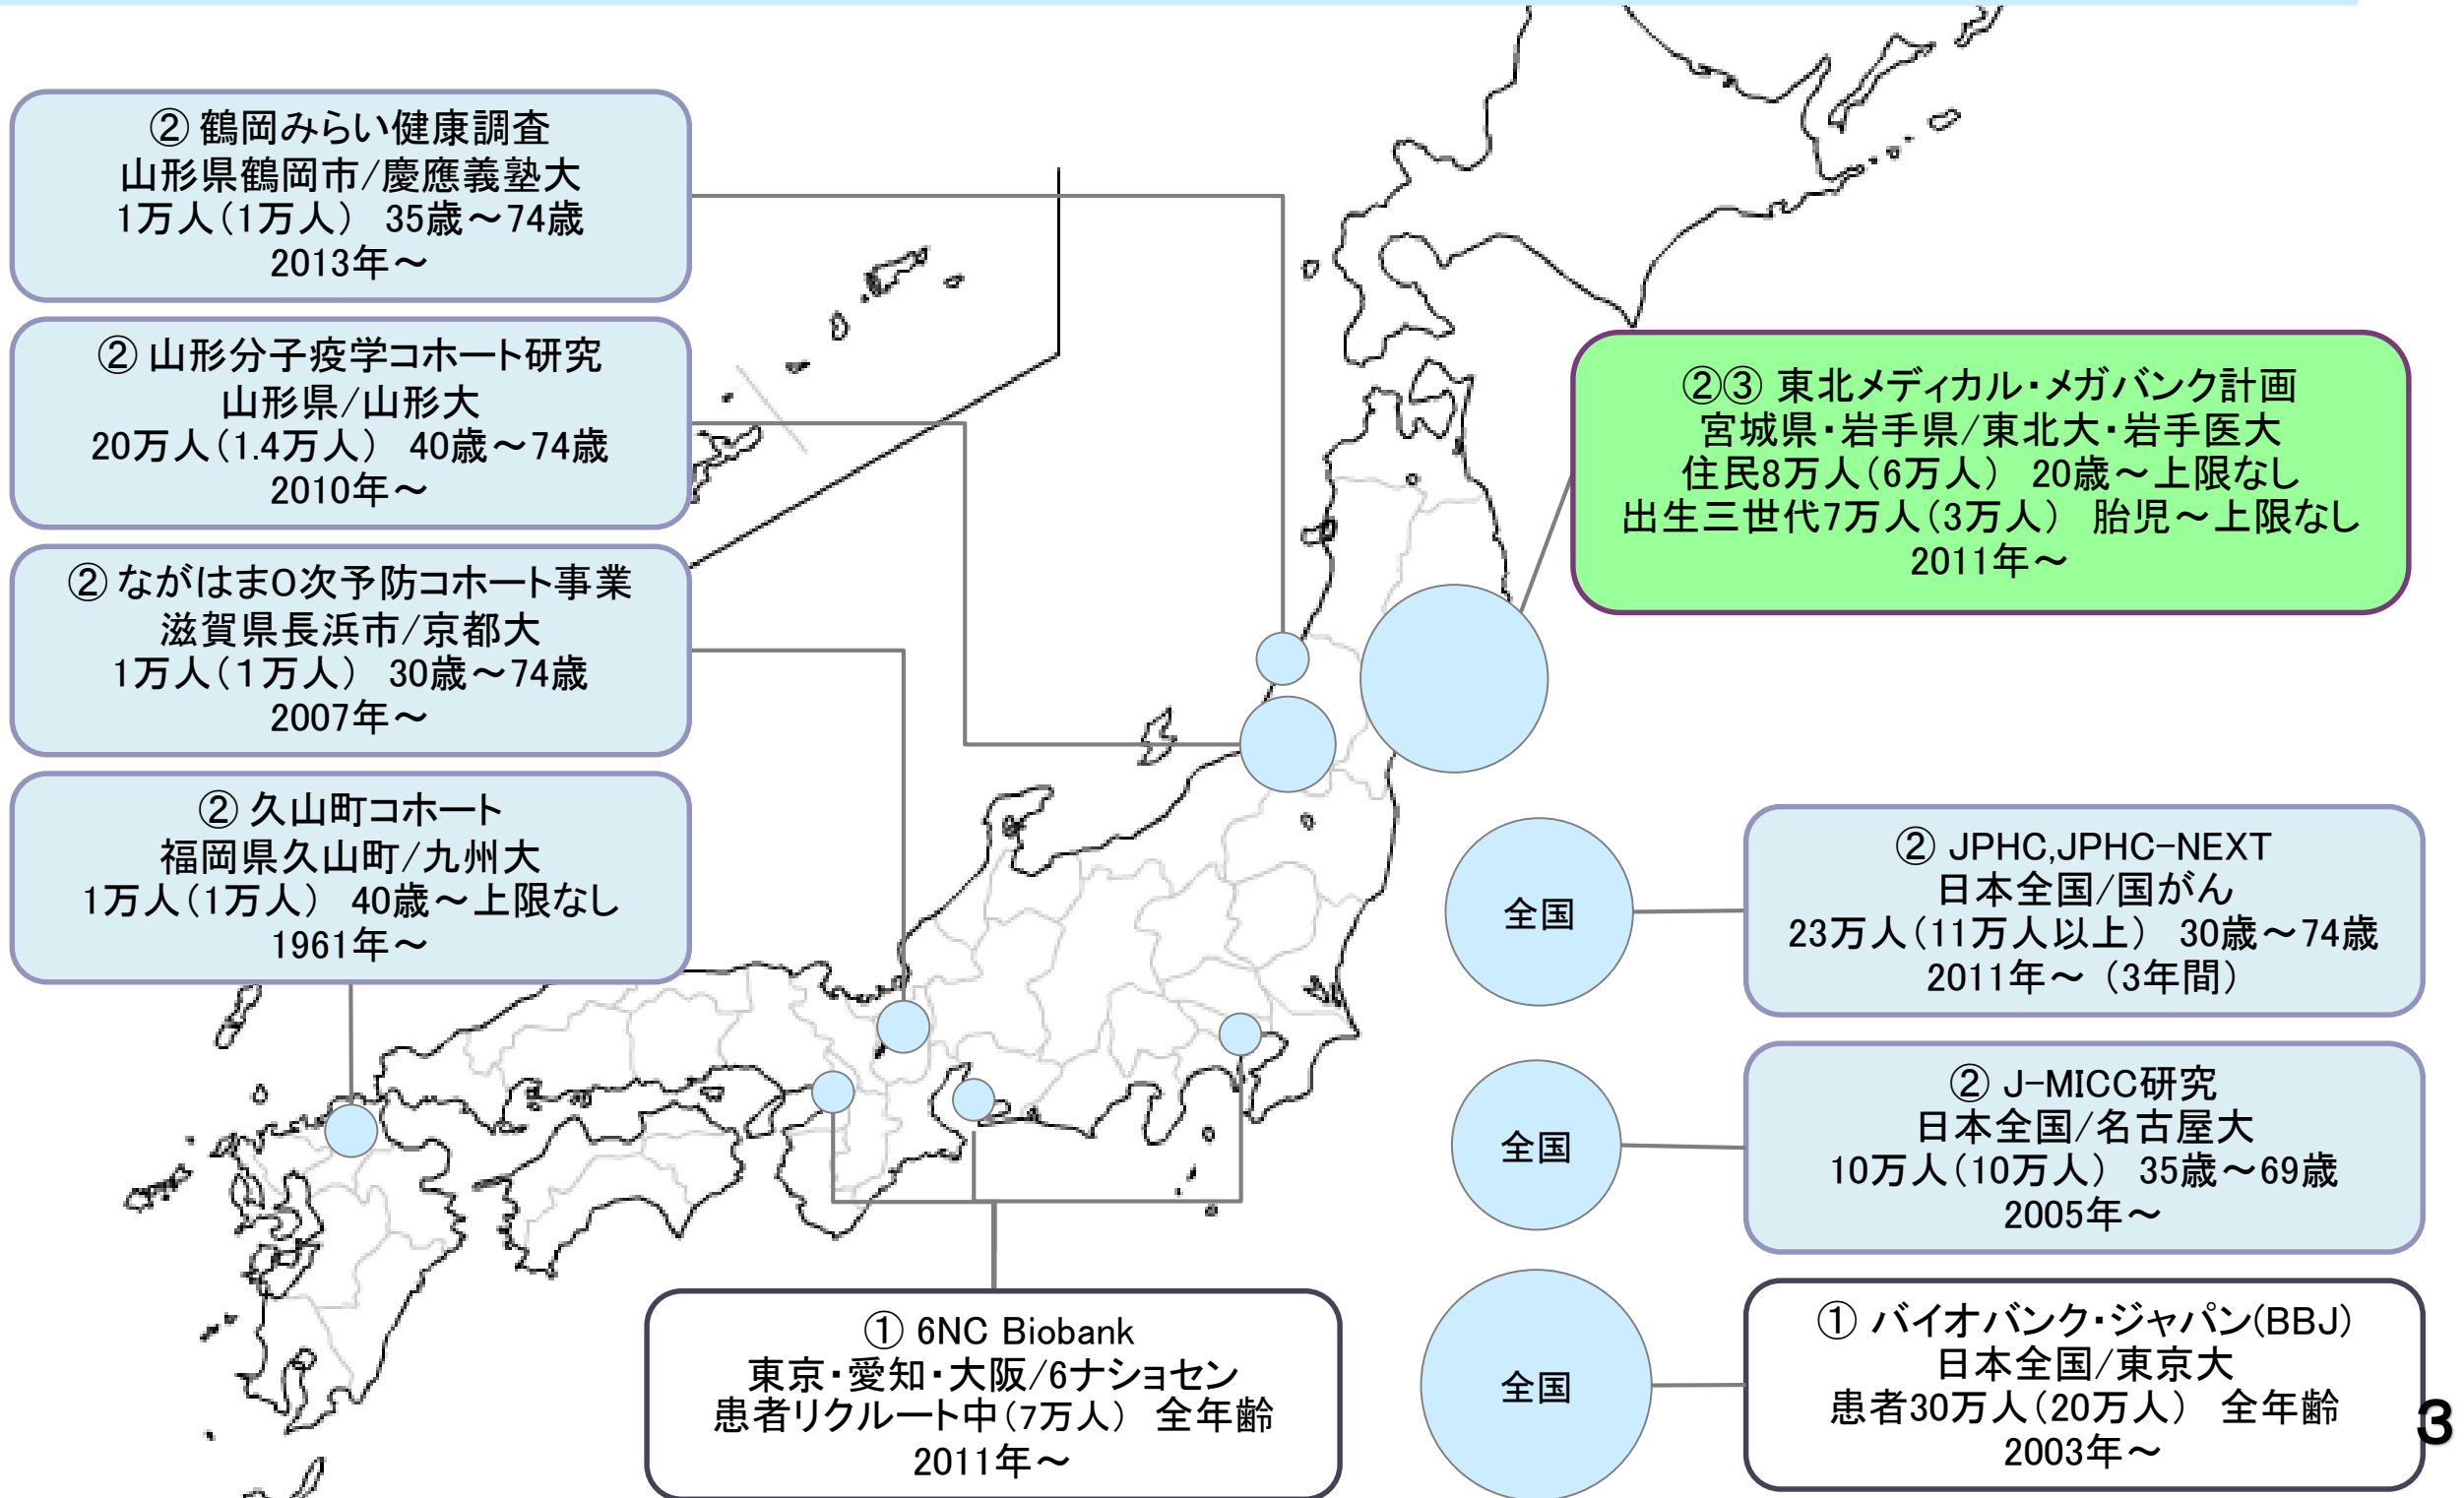 ② 鶴岡みらい健康調査
山形県鶴岡市/慶應義塾大
1万人(1万人) 35歳～74歳
2013年～
② 山形分子疫学コホート研究
山形県/山形大
20万人(1.4万人) 40歳～74歳
2010年～
② ながはま0次予防コホート事業
滋賀県長浜市/京都大
1万人(１万人) 30歳～74歳
2007年～
② 久山町コホート
福岡県久山町/九州大
1万人(1万人) 40歳～上限なし
1961年～
②③ 東北メディカル・メガバンク計画
宮城県・岩手県/東北大・岩手医大
住民8万人(6万人) 20歳～上限なし
出生三世代7万人(3万人) 胎児～上限なし
2011年～
全国
② JPHC,JPHC-NEXT
日本全国/国がん
23万人(11万人以上) 30歳～74歳
2011年～ (3年間)
全国
② J-MICC研究
日本全国/名古屋大
10万人(10万人) 35歳～69歳
2005年～
① 6NC Biobank
東京・愛知・大阪/6ナショセン
患者リクルート中(7万人) 全年齢
2011年～
全国
① バイオバンク・ジャパン(BBJ)
日本全国/東京大
患者30万人(20万人) 全年齢
2003年～
3